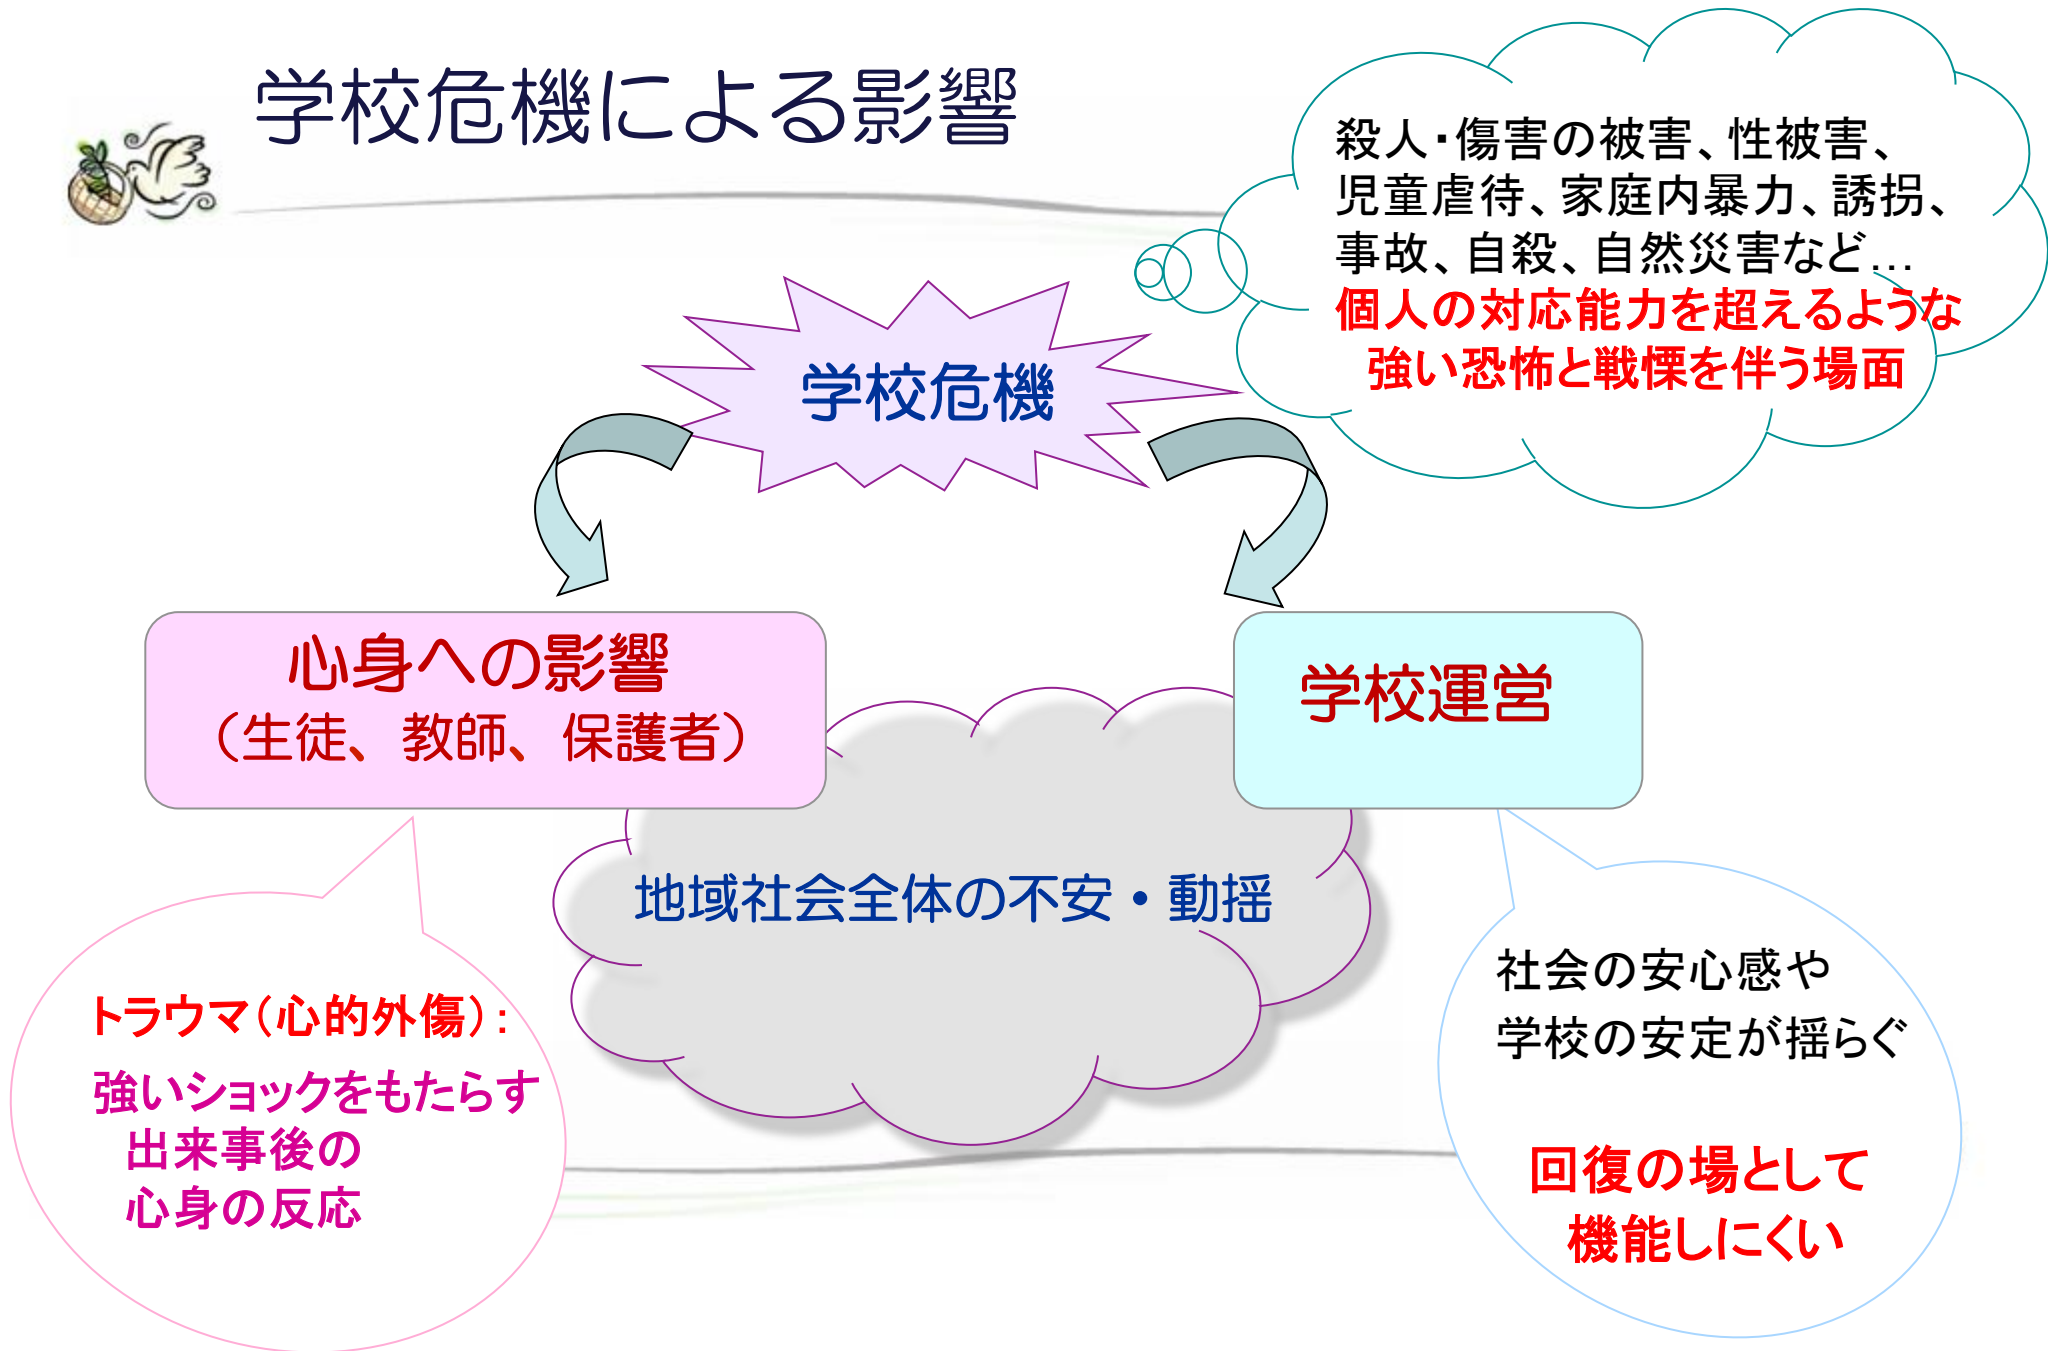 学校危機による影響
殺人・傷害の被害、性被害、
児童虐待、家庭内暴力、誘拐、
事故、自殺、自然災害など…
個人の対応能力を超えるような
強い恐怖と戦慄を伴う場面
学校危機
心身への影響
（生徒、教師、保護者）
学校運営
地域社会全体の不安・動揺
トラウマ（心的外傷）：
強いショックをもたらす
出来事後の
心身の反応
社会の安心感や
学校の安定が揺らぐ
回復の場として
機能しにくい